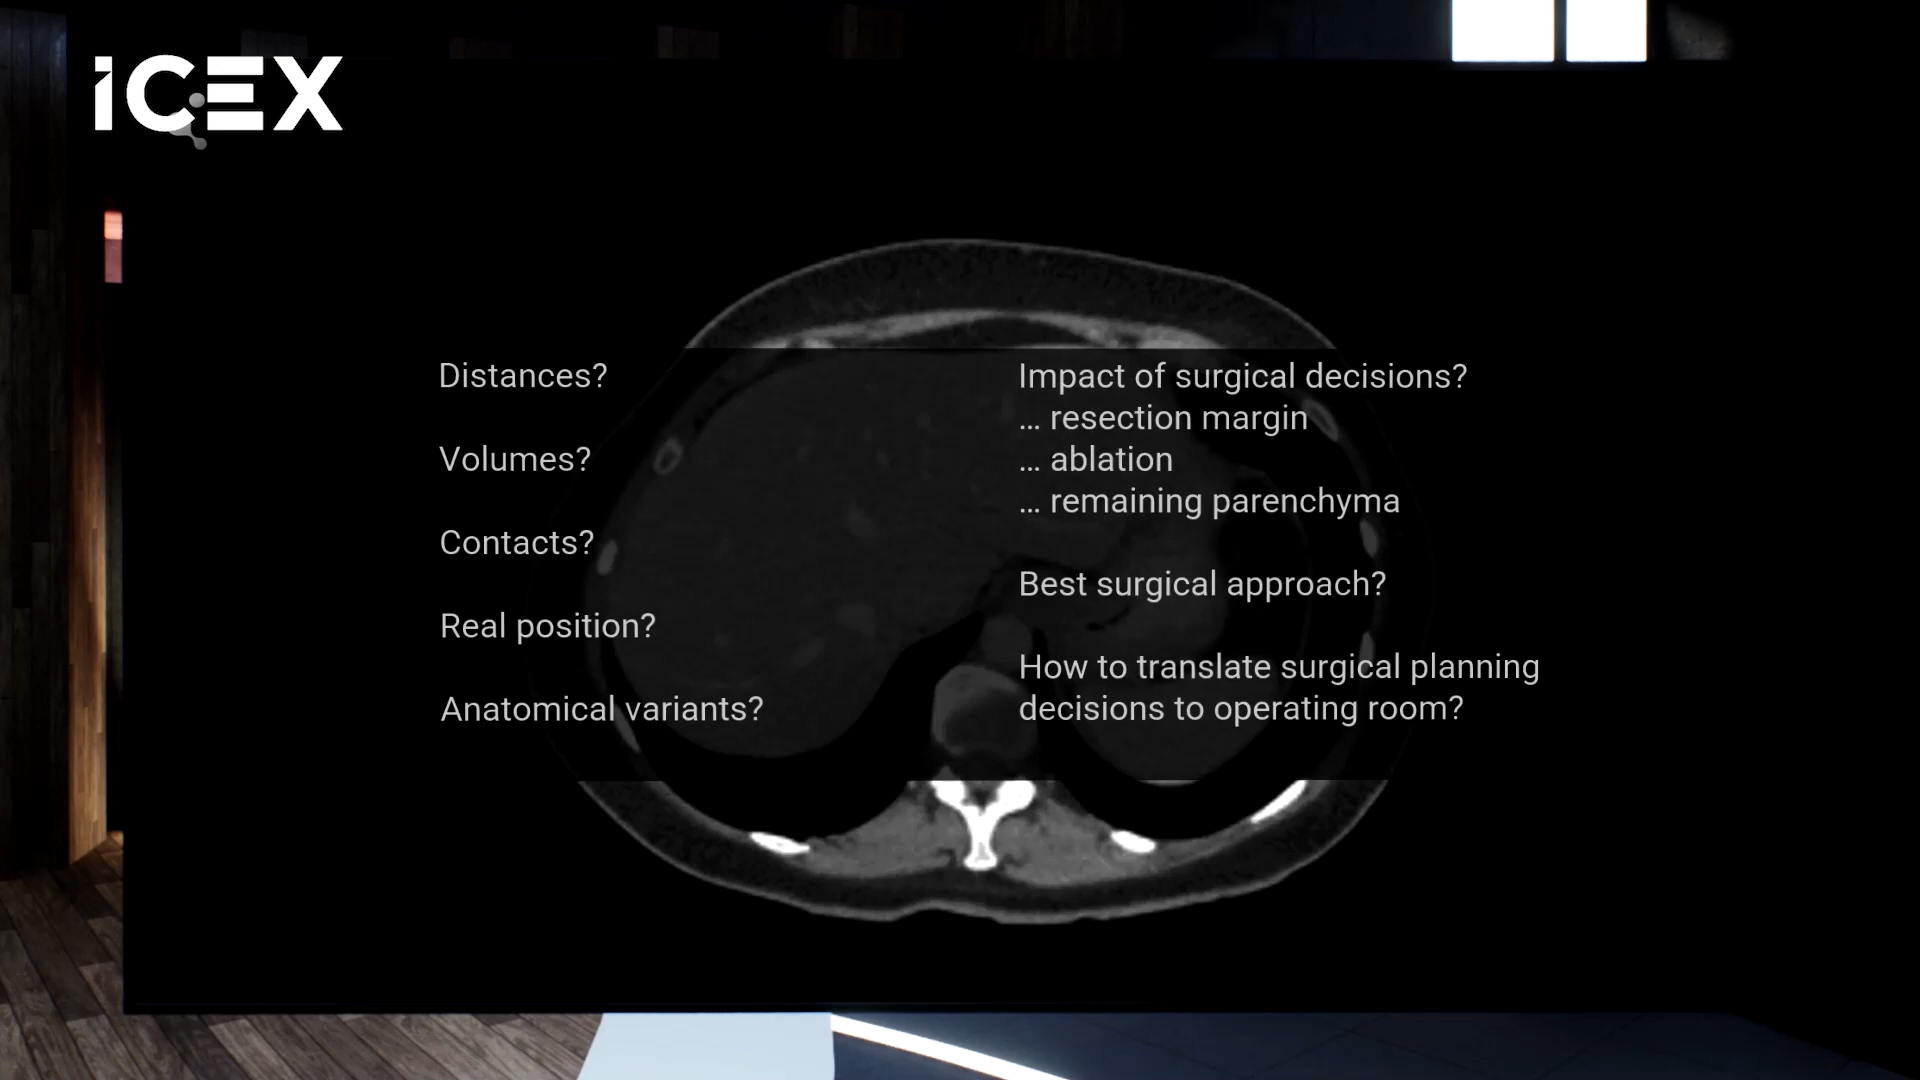 iCEX
Distances?
Volumes?
Contacts?
Real position?
Anatomical variants?
Impact of surgical decisions?
... resection margin
... ablation
... remaining parenchyma
Best surgical approach?
How to translate surgical planning
decisions to operating room?